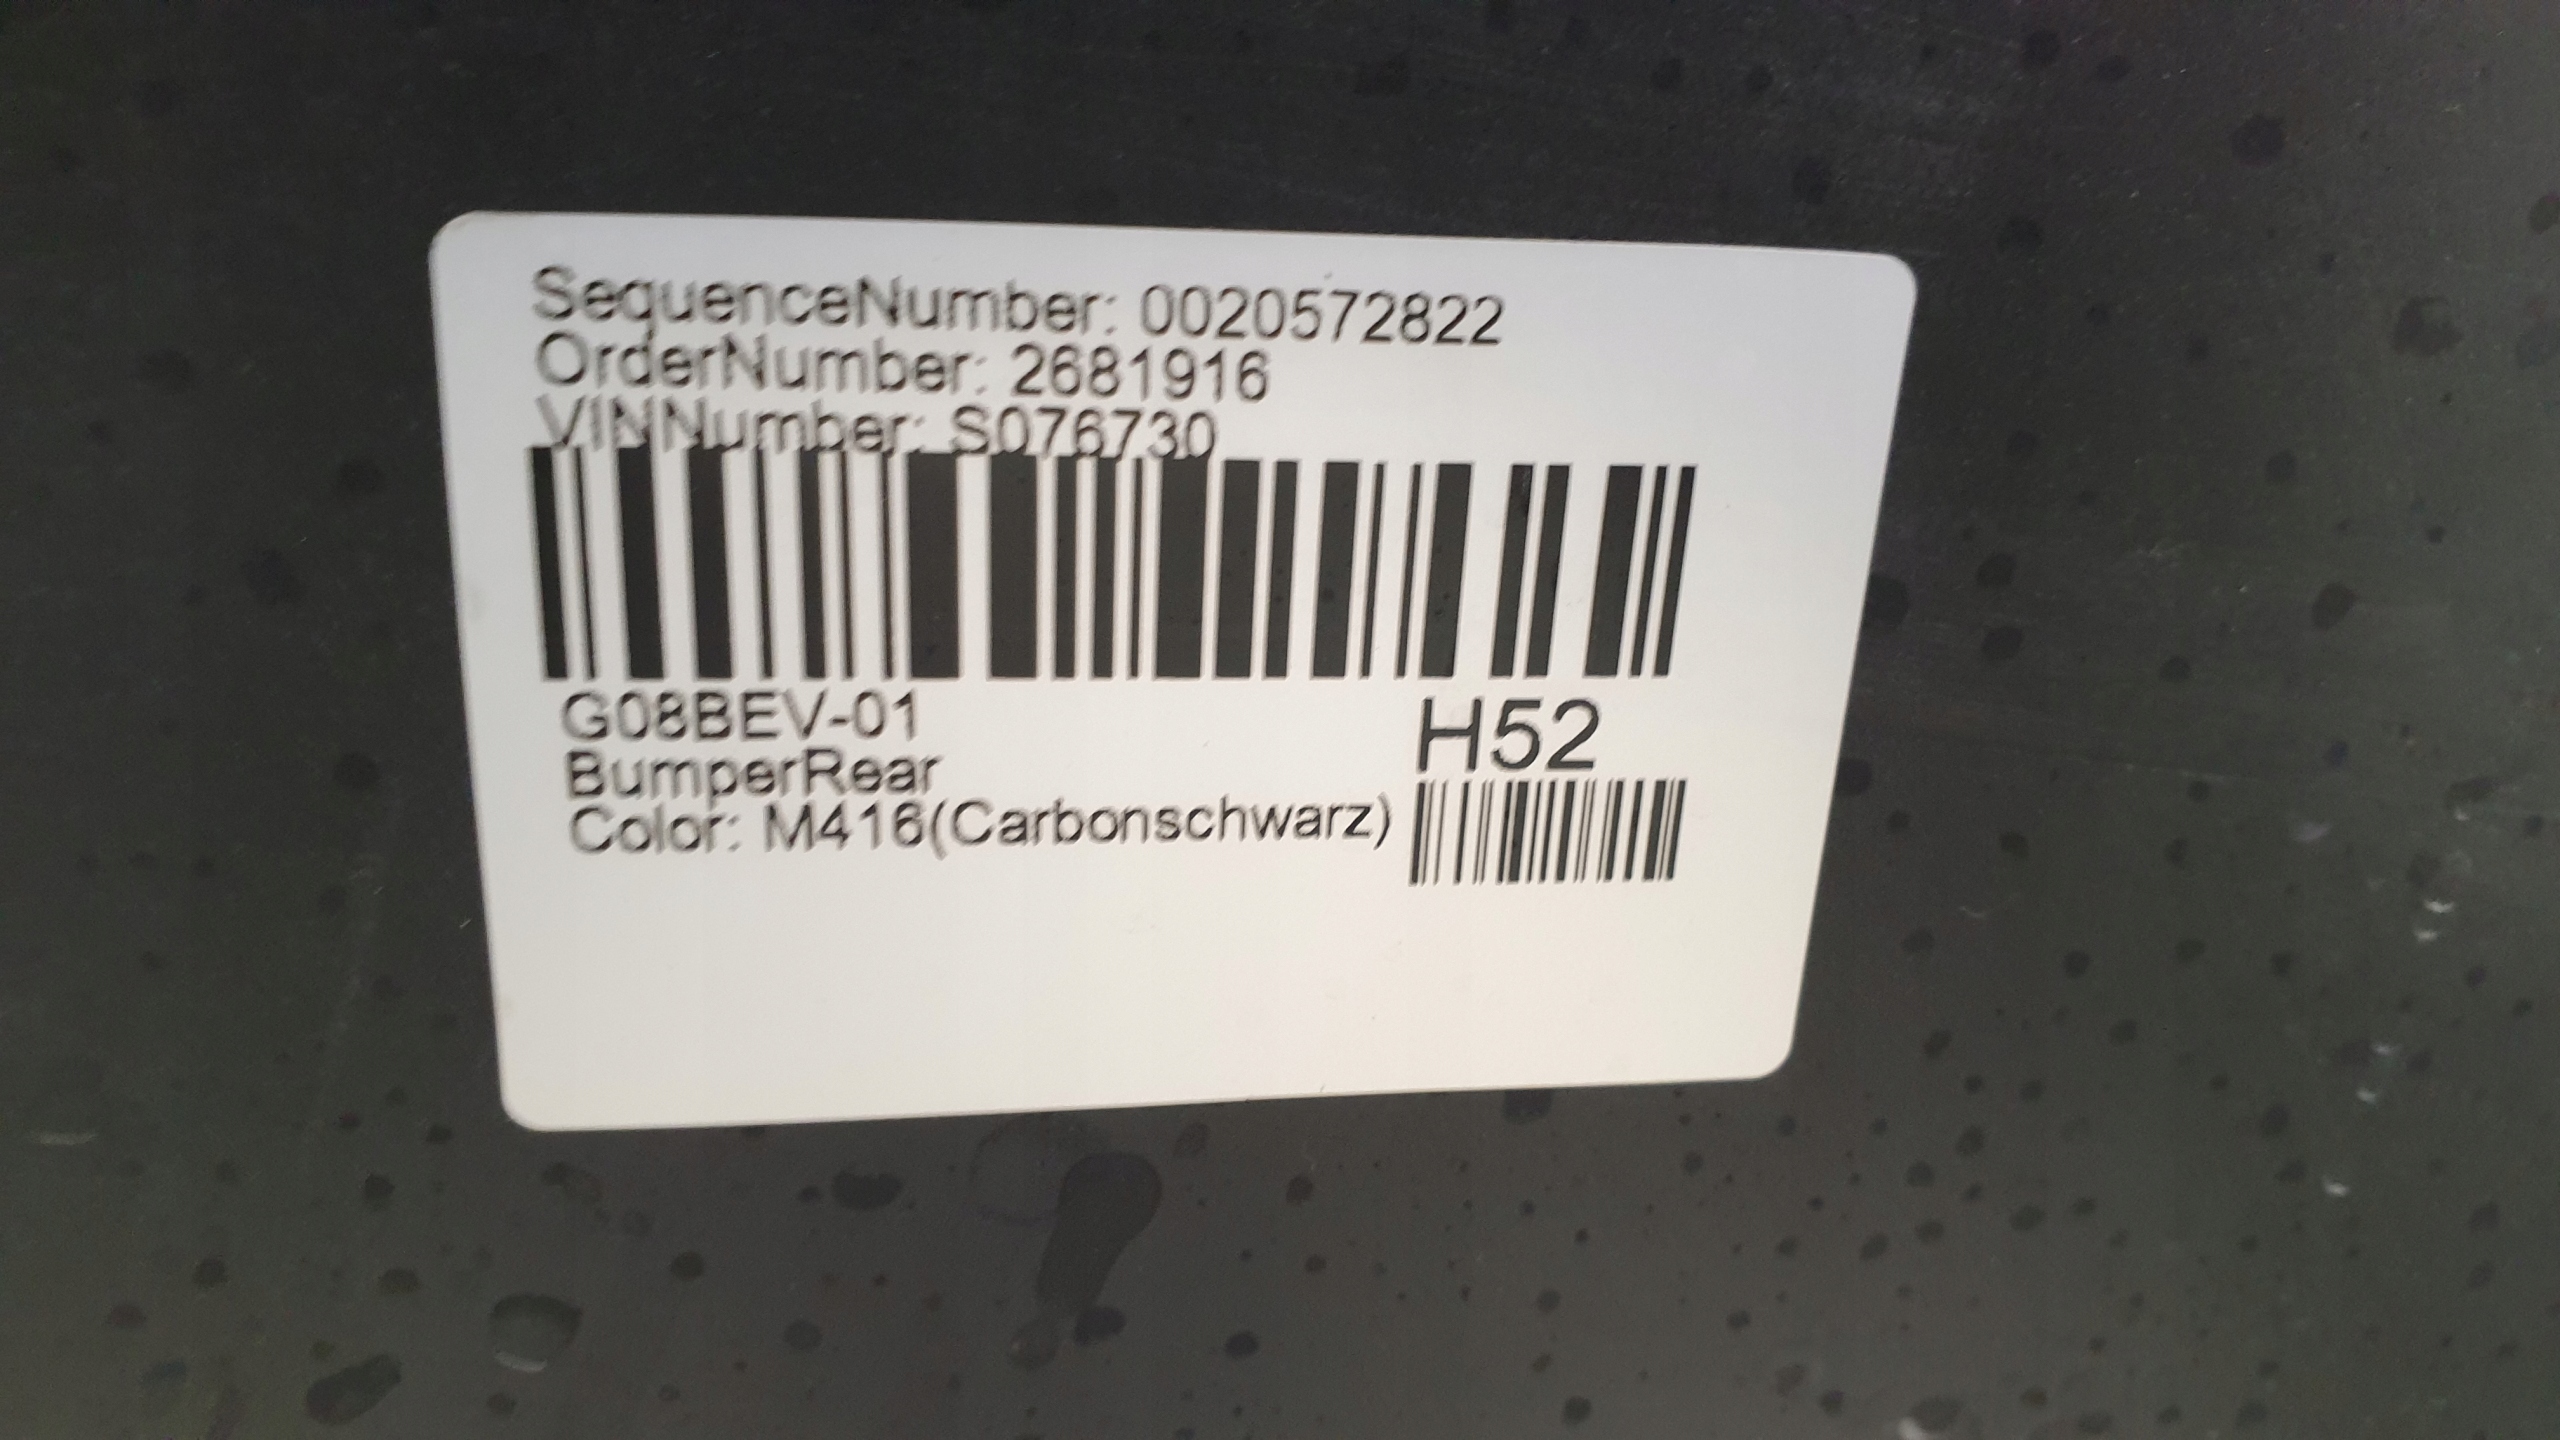 SequenceNumber: 0020572822
OrderNumber: 2681916
VINNumber: S076730
G08BEV-01
H52
BumperRear
Color: M416(Carbonschwarz)